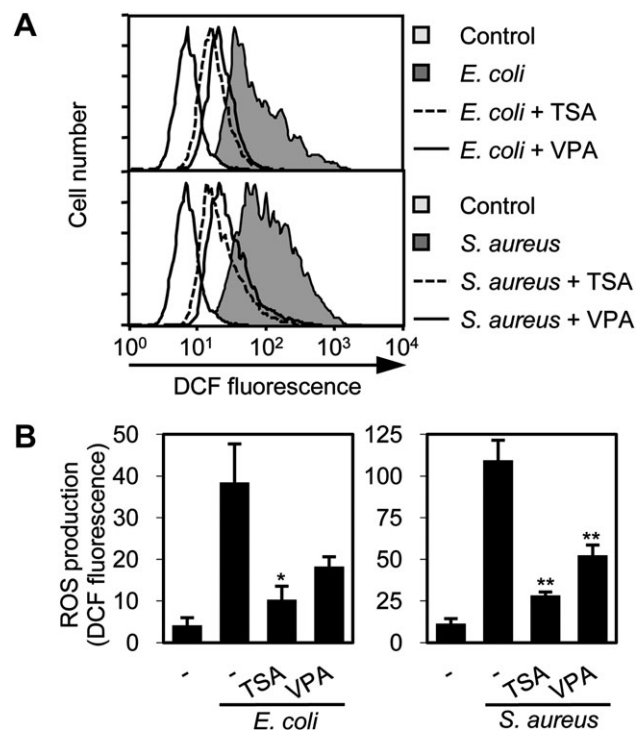 A
Cell number
Control
E. coli
E. coli + TSA
E. coli + VPA
Control
S. aureus
S. aureus + TSA
S. aureus + VPA
10⁰ 10¹ 10² 10³ 10⁴
DCF fluorescence
B
ROS production
(DCF fluorescence)
50
40
30
20
10
0
*
- - TSA VPA
E. coli
125
100
75
50
25
0
** **
- - TSA VPA
S. aureus